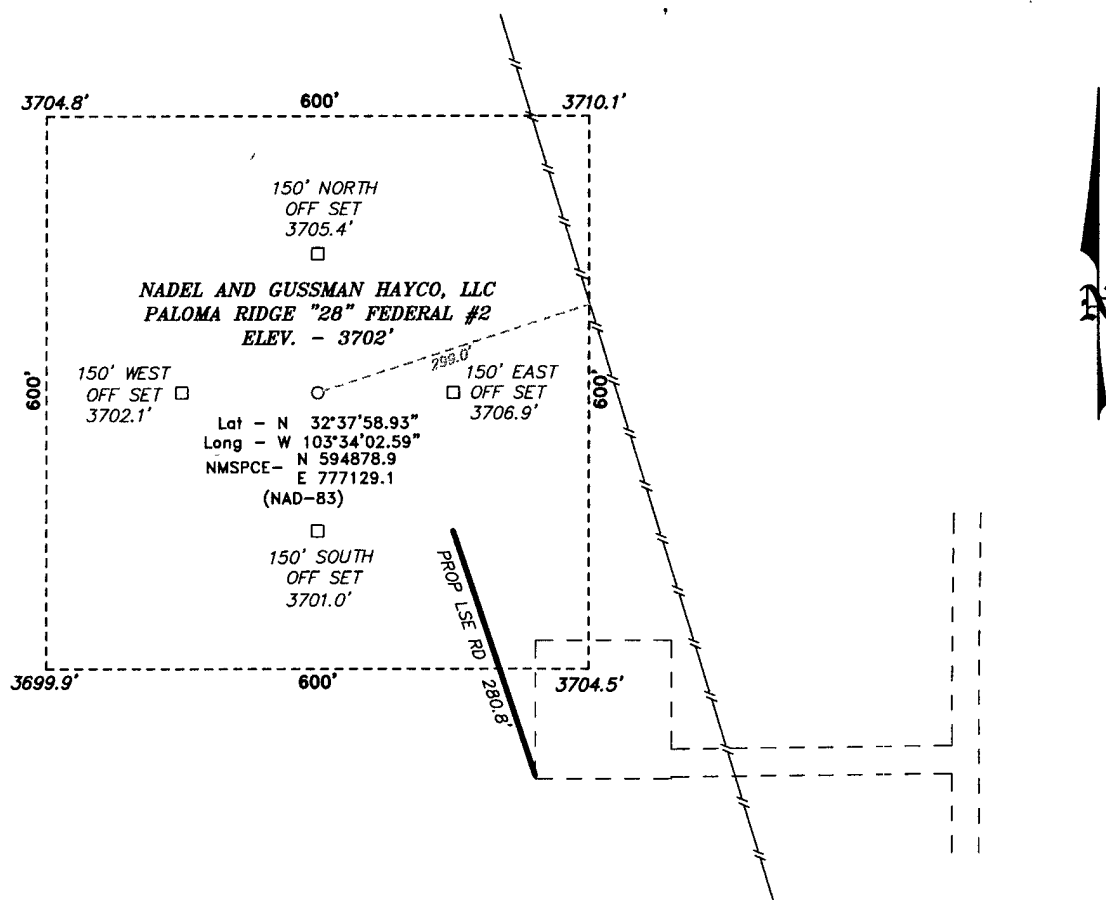 3704.8' 600' 3710.1'
150' NORTH
OFF SET
3705.4'
NADEL AND GUSSMAN HAYCO, LLC
PALOMA RIDGE "28" FEDERAL #2
ELEV. - 3702'
299.0'
600'
150' WEST
OFF SET
3702.1'
150' EAST
OFF SET
3706.9'
600'
Lat - N 32°37'58.93"
Long - W 103°34'02.59"
NMSPCE- N 594878.9
E 777129.1
(NAD-83)
150' SOUTH
OFF SET
3701.0'
PROP LSE RD 280.8'
3699.9' 600' 3704.5'
N